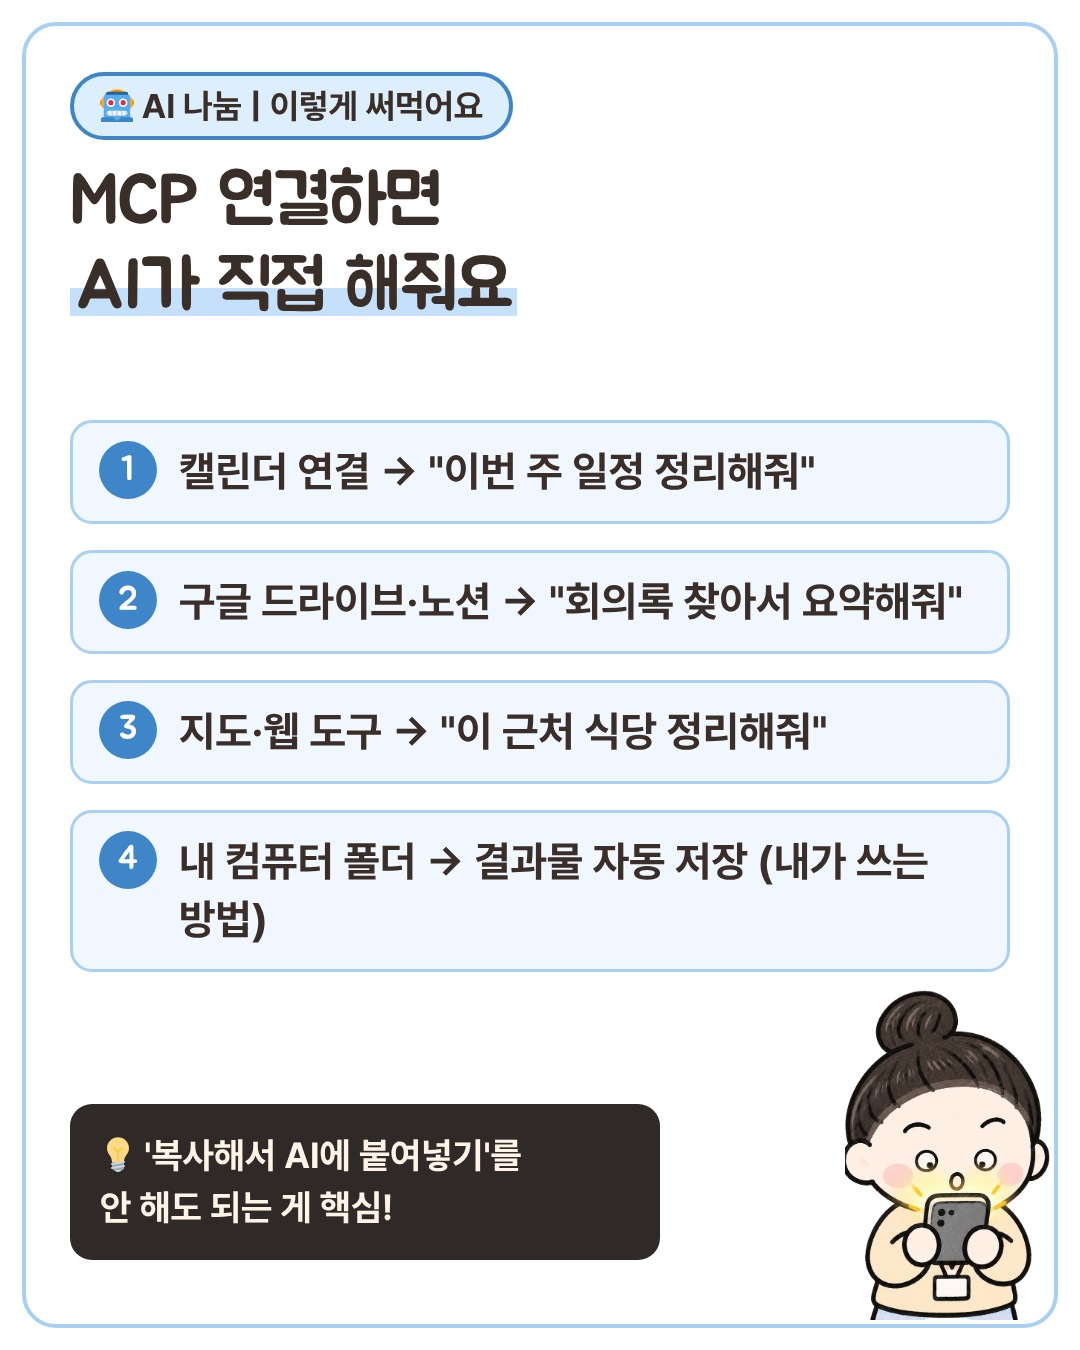 AI 나눔 | 이렇게 써먹어요
MCP 연결하면
AI가 직접 해줘요
1 캘린더 연결 → "이번 주 일정 정리해줘"
2 구글 드라이브·노션 → "회의록 찾아서 요약해줘"
3 지도·웹 도구 → "이 근처 식당 정리해줘"
4 내 컴퓨터 폴더 → 결과물 자동 저장 (내가 쓰는
방법)
'복사해서 AI에 붙여넣기'를
안 해도 되는 게 핵심!